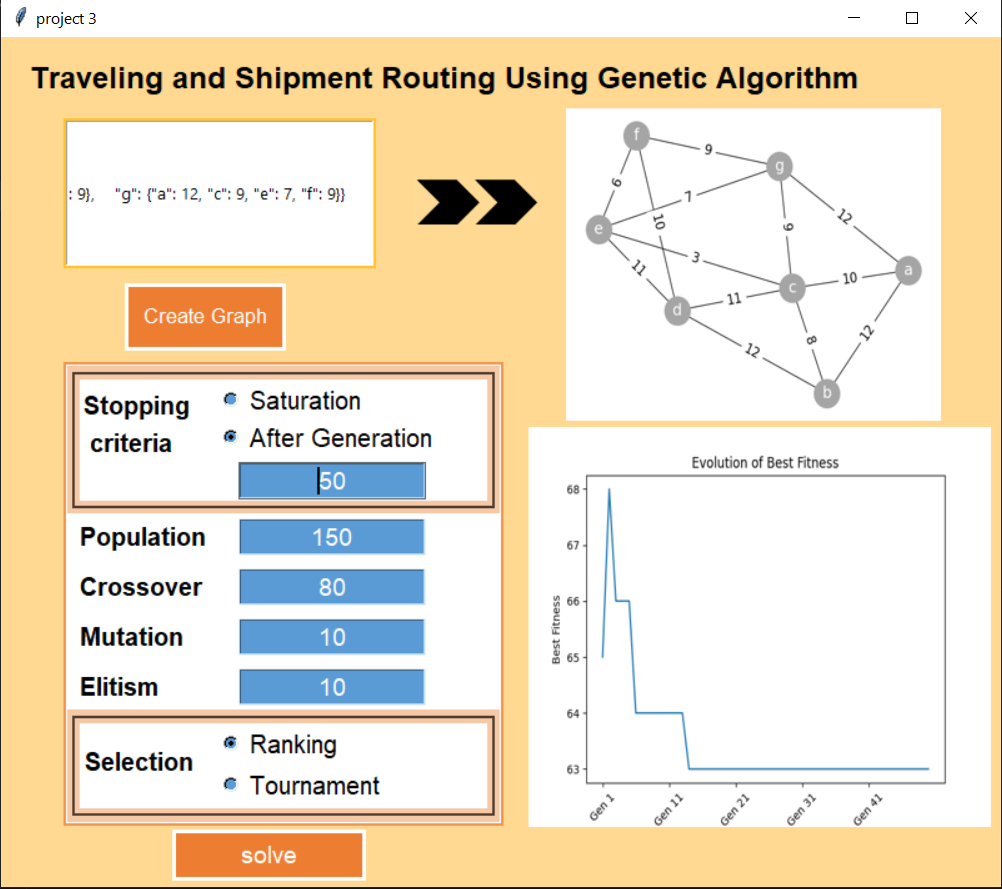 project 3
Traveling and Shipment Routing Using Genetic Algorithm
: 9}, "g": {"a": 12, "c": 9, "e": 7, "f": 9}}
Create Graph
f
9
g
6
7
10
12
9
e
3
11
a
10
c
11
d
12
8
12
b
Stopping
criteria
Saturation
After Generation
50
Population
150
Crossover
80
Mutation
10
Elitism
10
Selection
Ranking
Tournament
solve
Evolution of Best Fitness
Best Fitness
68
67
66
65
64
63
Gen 1
Gen 11
Gen 21
Gen 31
Gen 41